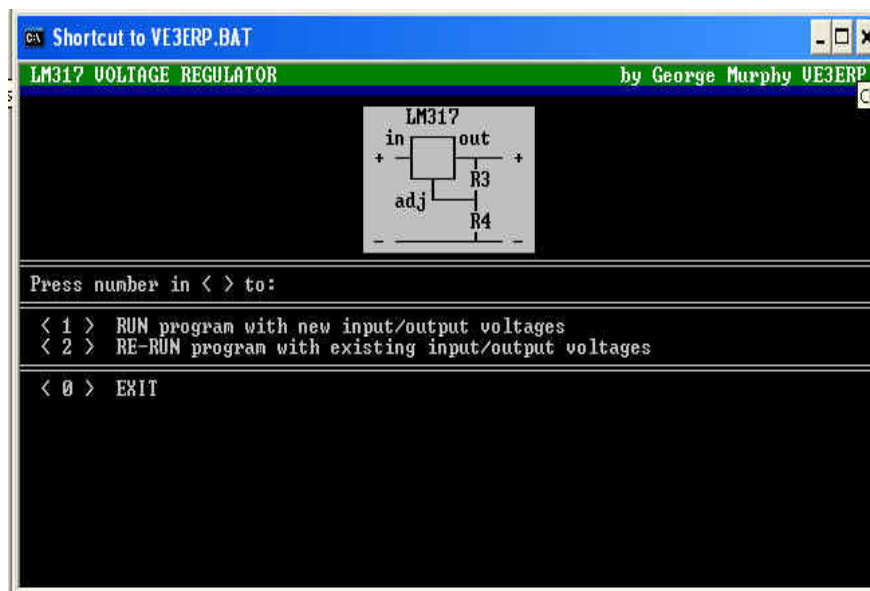 Shortcut to VE3ERP.BAT
LM317 VOLTAGE REGULATOR by George Murphy VE3ERP
LM317
in out
+ +
R3
adj
R4
- -
Press number in < > to:
< 1 > RUN program with new input/output voltages
< 2 > RE-RUN program with existing input/output voltages
< 0 > EXIT